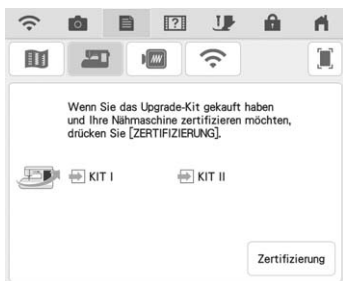 Wenn Sie das Upgrade-Kit gekauft haben
und Ihre Nähmaschine zertifizieren möchten,
drücken Sie [ZERTIFIZIERUNG].
KIT I KIT II
Zertifizierung